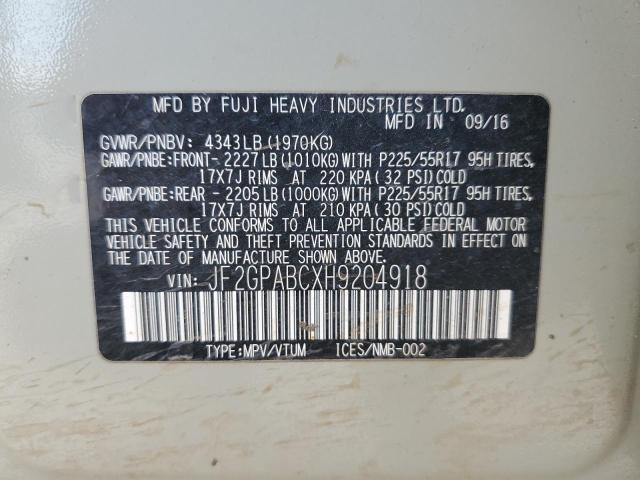 MFD BY FUJI HEAVY INDUSTRIES LTD.
MFD IN 09/16
GVWR/PNBV: 4343LB(1970KG)
GAWR/PNBE:FRONT- 2227LB(1010KG)WITH P225/55R17 95H TIRES,
17X7J RIMS AT 220 KPA(32 PSI)COLD
GAWR/PNBE:REAR - 2205LB(1000KG)WITH P225/55R17 95H TIRES,
17X7J RIMS AT 210 KPA(30 PSI)COLD
THIS VEHICLE CONFORMS TO ALL APPLICABLE FEDERAL MOTOR
VEHICLE SAFETY AND THEFT PREVENTION STANDARDS IN EFFECT ON
THE DATE OF MANUFACTURE SHOWN ABOVE.
VIN: JF2GPABCXH9204918
TYPE:MPV/VTUM ICES/NMB-002